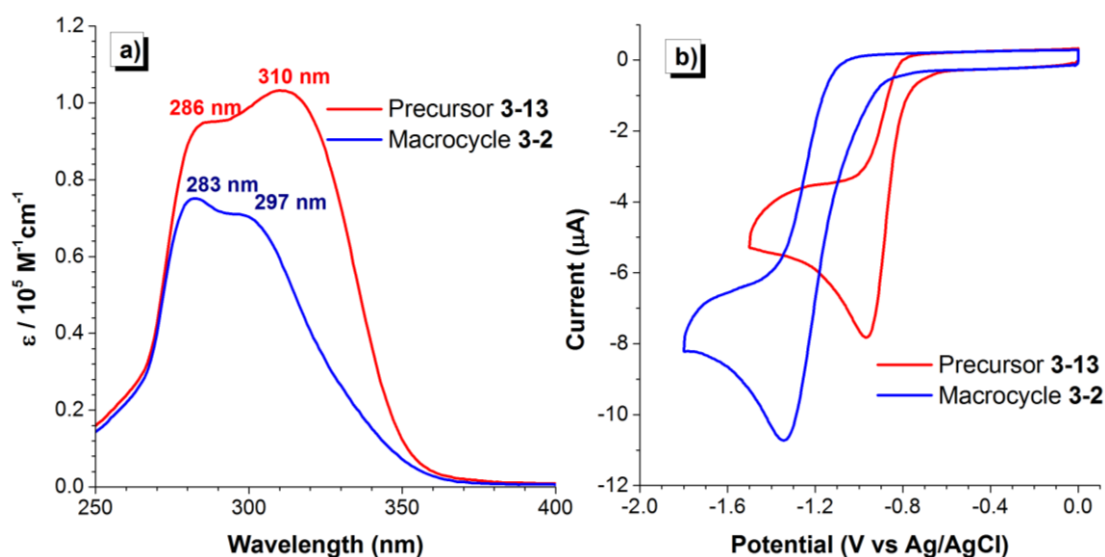 a)
1.2
1.0
0.8
0.6
0.4
0.2
0.0
ε / 10⁵ M⁻¹cm⁻¹
286 nm
310 nm
283 nm
297 nm
Precursor 3-13
Macrocycle 3-2
250
300
350
400
Wavelength (nm)
b)
0
-2
-4
-6
-8
-10
-12
Current (μA)
Precursor 3-13
Macrocycle 3-2
-2.0
-1.6
-1.2
-0.8
-0.4
0.0
Potential (V vs Ag/AgCl)